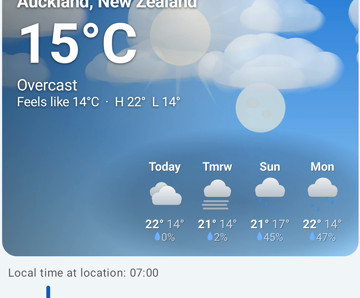 Auckland, New Zealand
15°C
Overcast
Feels like 14°C · H 22° L 14°
Today Tmrw Sun Mon
22° 14° 21° 14° 21° 17° 22° 14°
0% 2% 45% 47%
Local time at location: 07:00